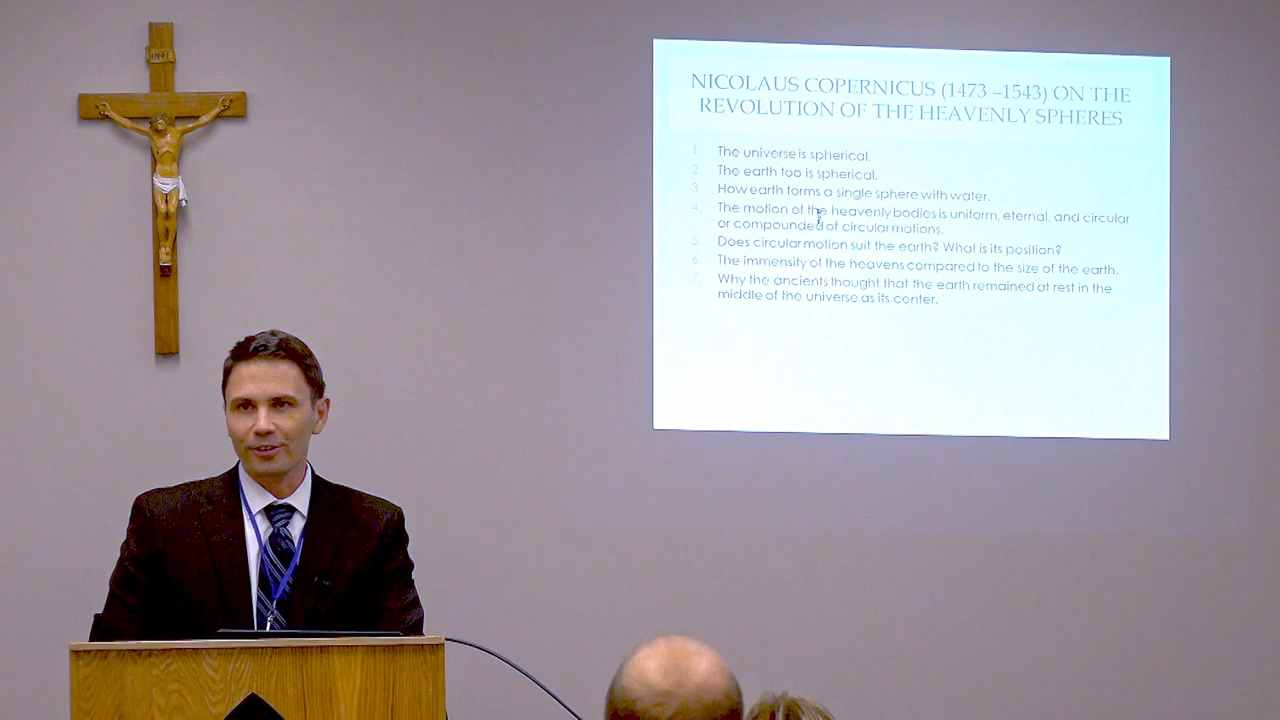 INRI
NICOLAUS COPERNICUS (1473 –1543) ON THE
REVOLUTION OF THE HEAVENLY SPHERES
1. The universe is spherical.
2. The earth too is spherical.
3. How earth forms a single sphere with water.
4. The motion of the heavenly bodies is uniform, eternal, and circular
or compounded of circular motions.
5. Does circular motion suit the earth? What is its position?
6. The immensity of the heavens compared to the size of the earth.
7. Why the ancients thought that the earth remained at rest in the
middle of the universe as its center.